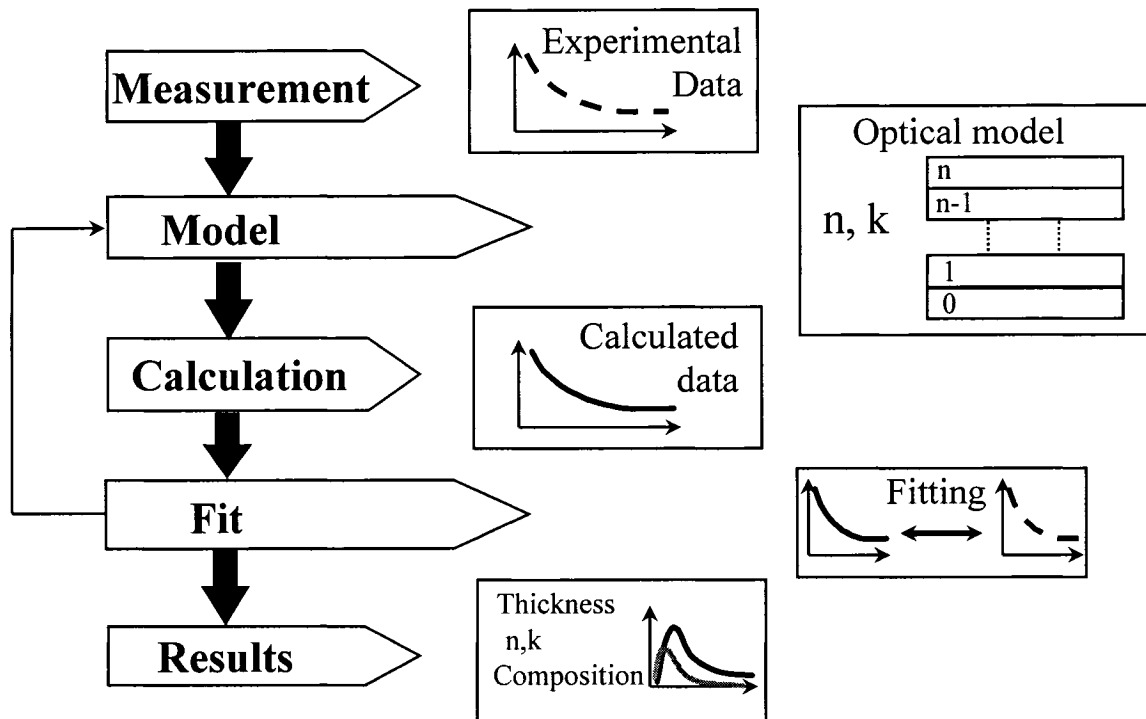 Measurement
Experimental
Data
Model
Optical model
n, k
n
n-1
1
0
Calculation
Calculated
data
Fit
Fitting
Results
Thickness
n,k
Composition